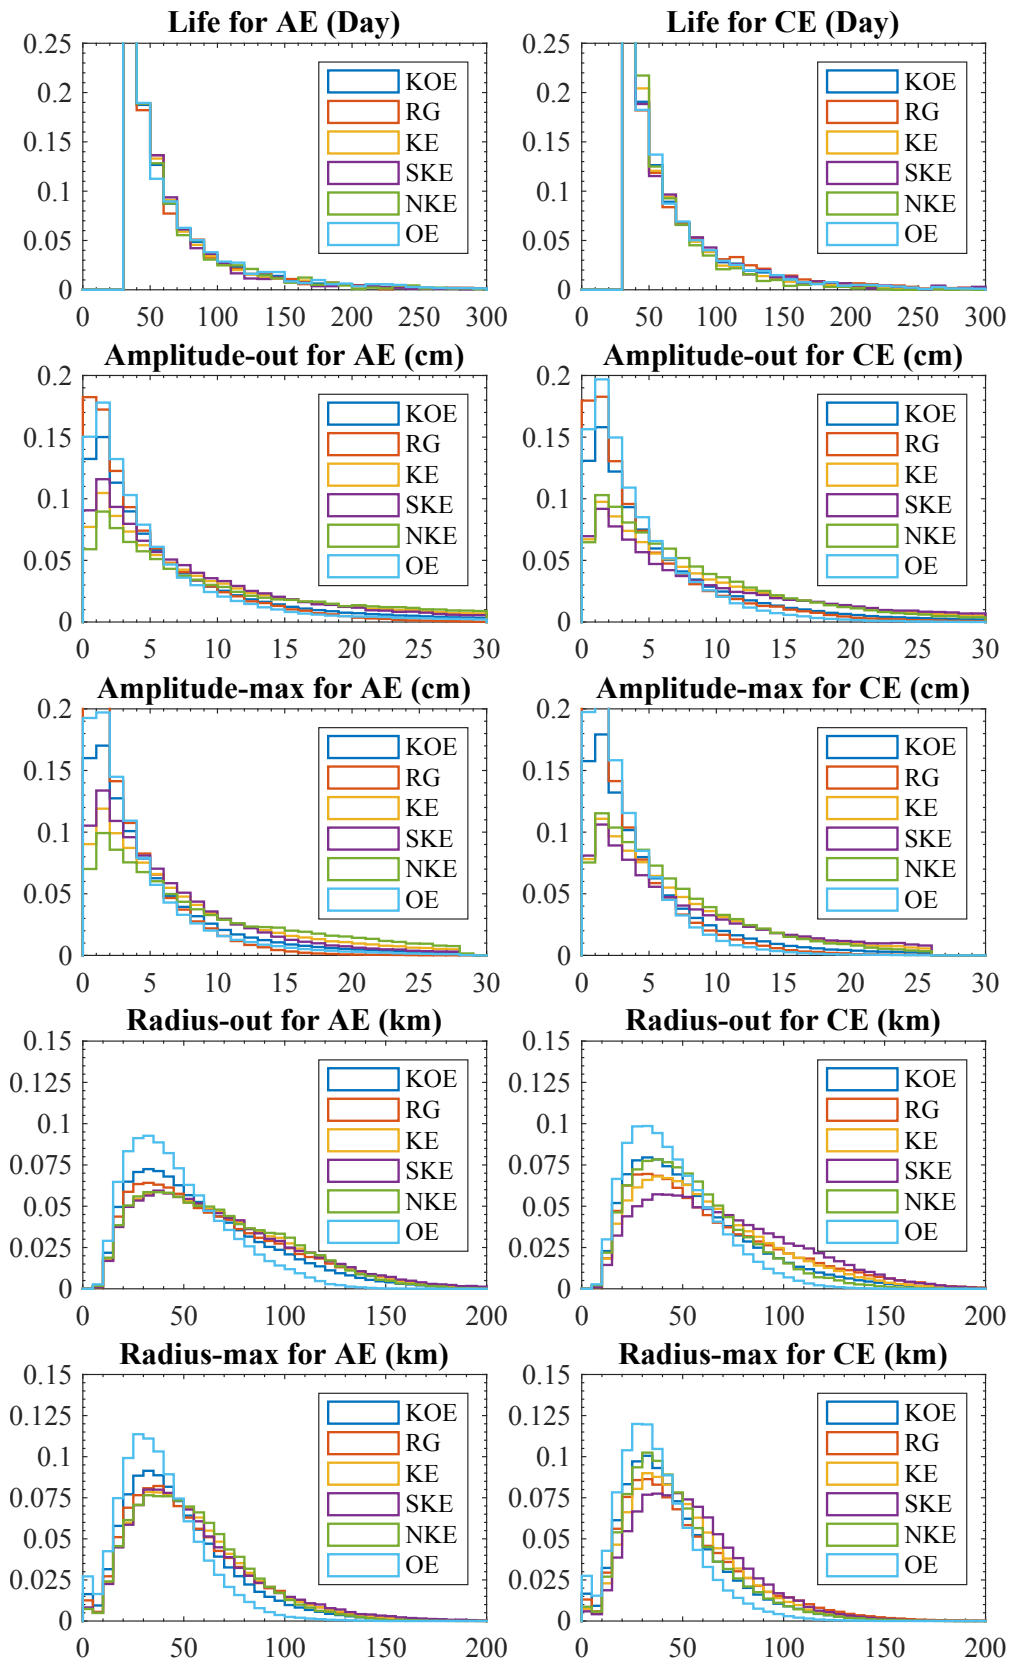 Life for AE (Day)
0.25
0.2
0.15
0.1
0.05
0
0 50 100 150 200 250 300
KOE
RG
KE
SKE
NKE
OE
Life for CE (Day)
0.25
0.2
0.15
0.1
0.05
0
0 50 100 150 200 250 300
KOE
RG
KE
SKE
NKE
OE
Amplitude-out for AE (cm)
0.2
0.15
0.1
0.05
0
0 5 10 15 20 25 30
KOE
RG
KE
SKE
NKE
OE
Amplitude-out for CE (cm)
0.2
0.15
0.1
0.05
0
0 5 10 15 20 25 30
KOE
RG
KE
SKE
NKE
OE
Amplitude-max for AE (cm)
0.2
0.15
0.1
0.05
0
0 5 10 15 20 25 30
KOE
RG
KE
SKE
NKE
OE
Amplitude-max for CE (cm)
0.2
0.15
0.1
0.05
0
0 5 10 15 20 25 30
KOE
RG
KE
SKE
NKE
OE
Radius-out for AE (km)
0.15
0.125
0.1
0.075
0.05
0.025
0
0 50 100 150 200
KOE
RG
KE
SKE
NKE
OE
Radius-out for CE (km)
0.15
0.125
0.1
0.075
0.05
0.025
0
0 50 100 150 200
KOE
RG
KE
SKE
NKE
OE
Radius-max for AE (km)
0.15
0.125
0.1
0.075
0.05
0.025
0
0 50 100 150 200
KOE
RG
KE
SKE
NKE
OE
Radius-max for CE (km)
0.15
0.125
0.1
0.075
0.05
0.025
0
0 50 100 150 200
KOE
RG
KE
SKE
NKE
OE